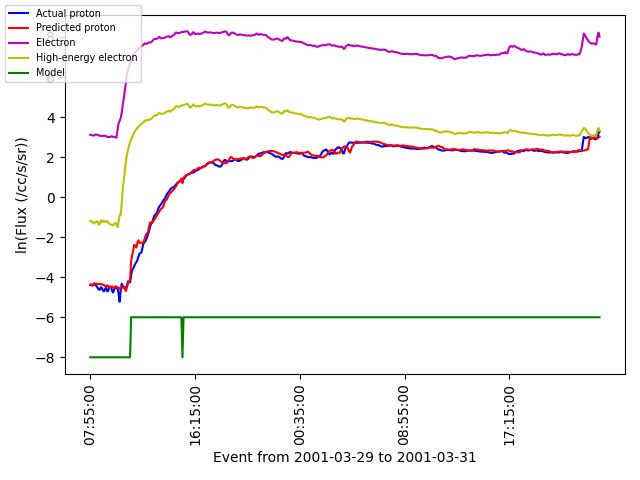 Actual proton
Predicted proton
Electron
High-energy electron
Model
8
6
4
2
0
−2
−4
−6
−8
ln(Flux (/cc/s/sr))
07:55:00
16:15:00
00:35:00
08:55:00
17:15:00
Event from 2001-03-29 to 2001-03-31